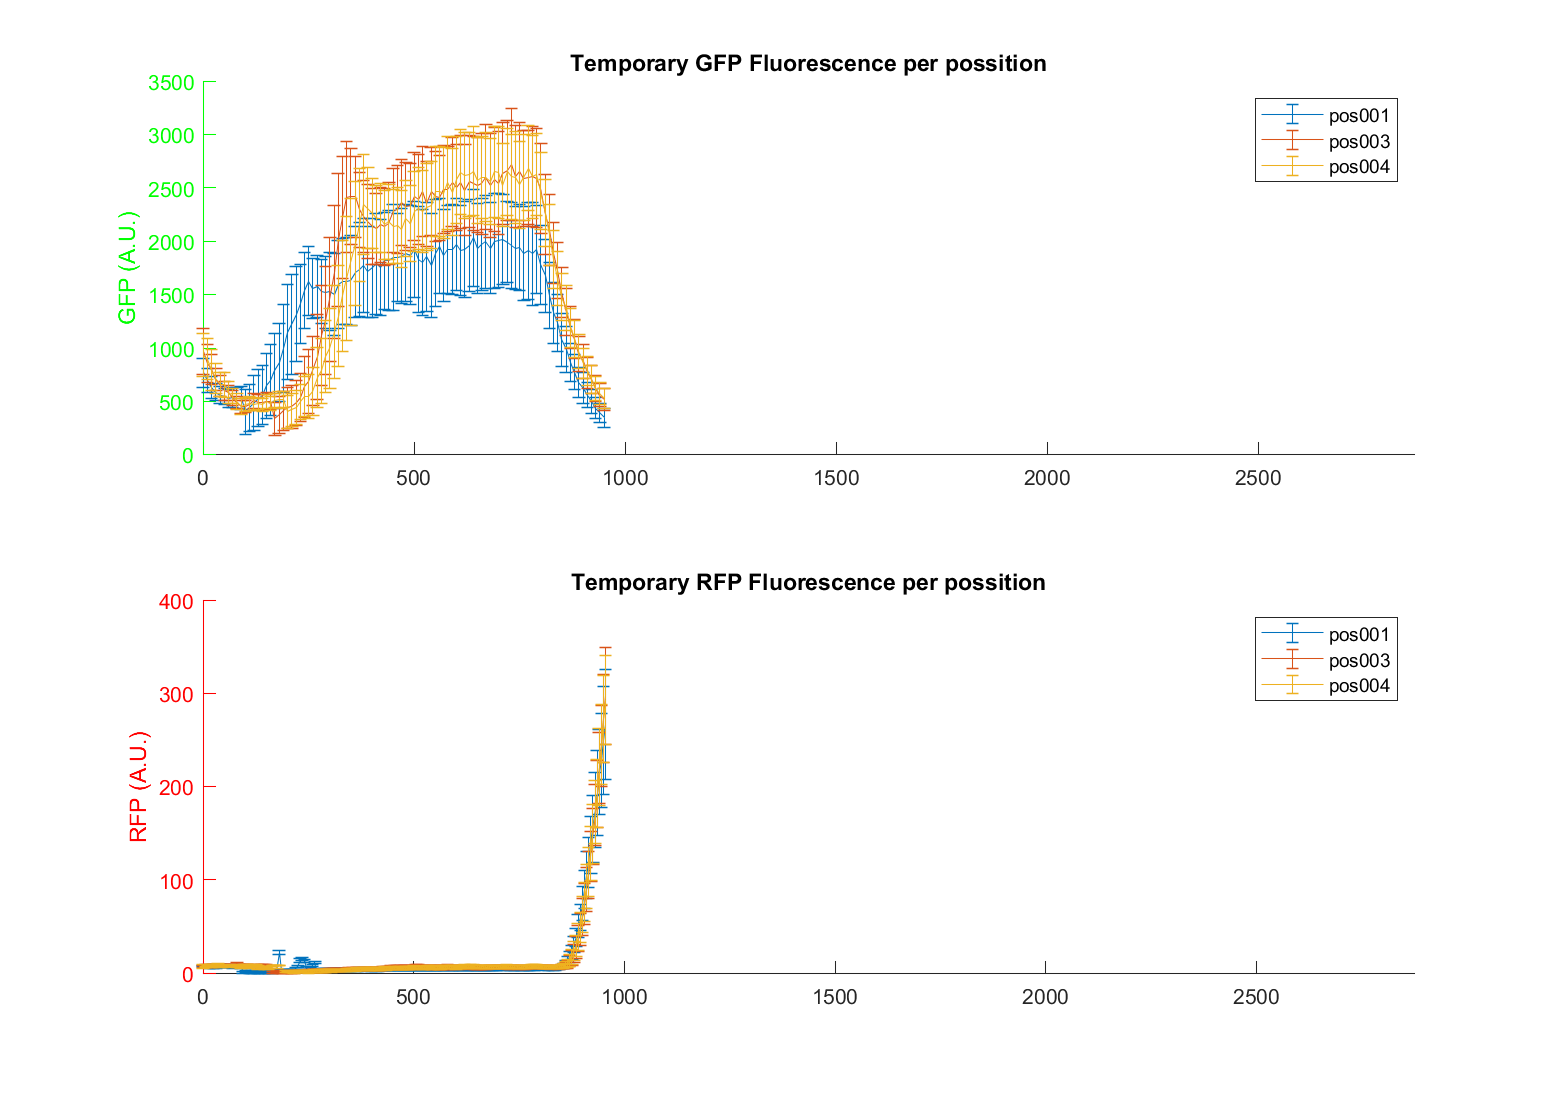 Temporary GFP Fluorescence per possition
3500
3000
2500
2000
1500
1000
500
0
GFP (A.U.)
0 500 1000 1500 2000 2500
pos001
pos003
pos004
Temporary RFP Fluorescence per possition
400
300
200
100
0
RFP (A.U.)
0 500 1000 1500 2000 2500
pos001
pos003
pos004